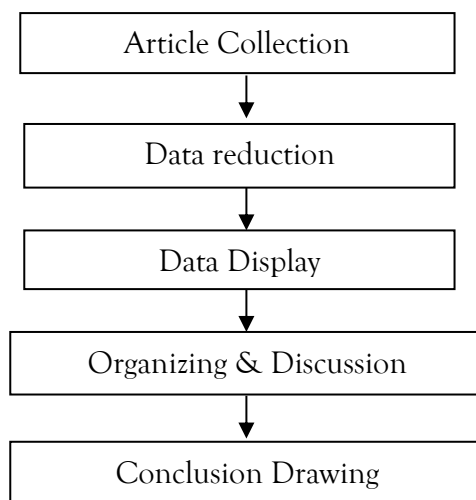 Article Collection
Data reduction
Data Display
Organizing & Discussion
Conclusion Drawing